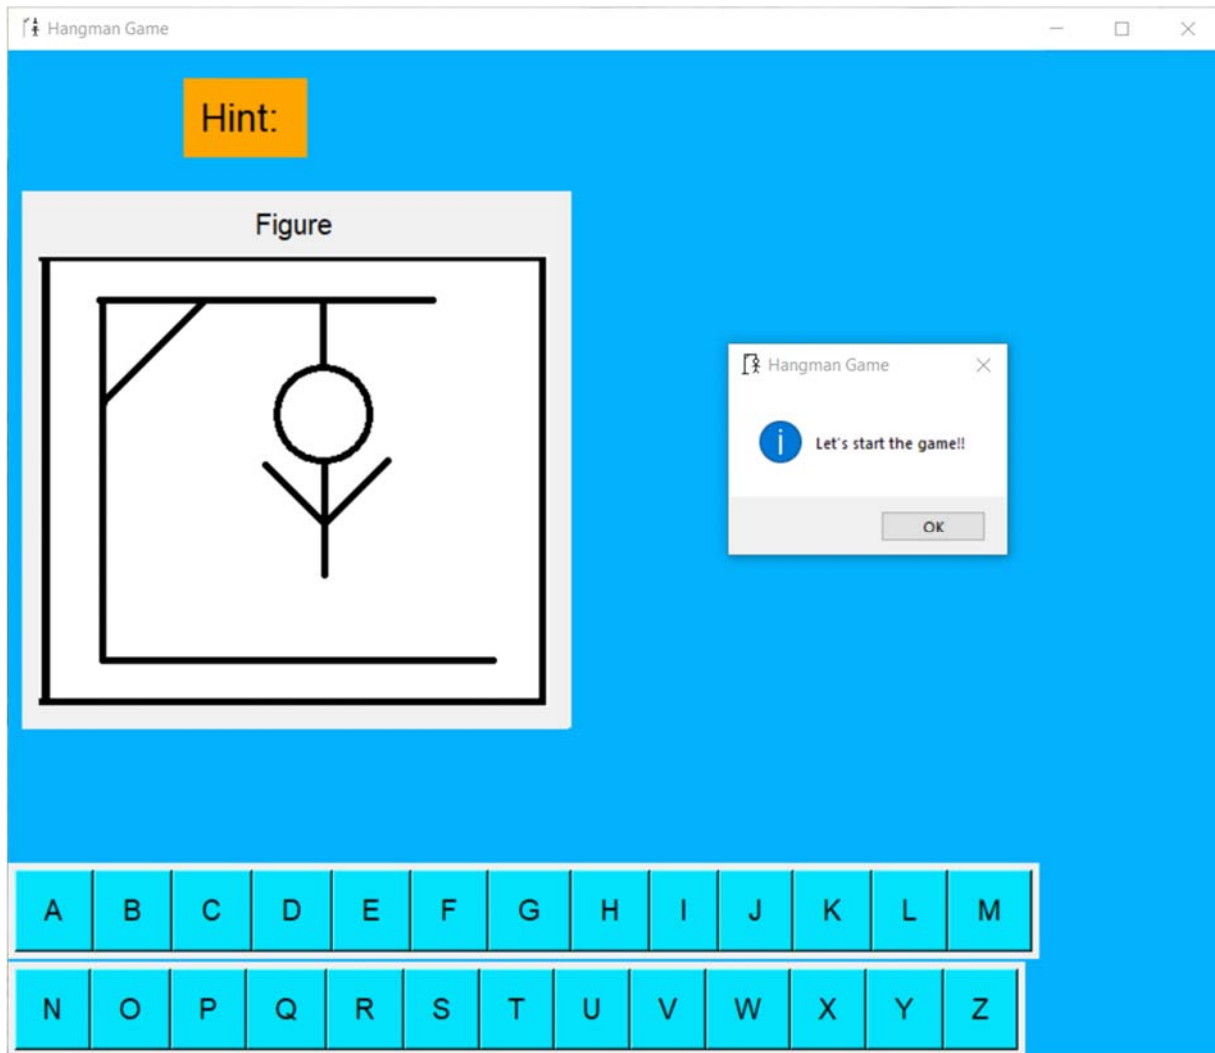 Hangman Game
Hint:
Figure
Hangman Game
Let's start the game!!
OK
A B C D E F G H I J K L M
N O P Q R S T U V W X Y Z